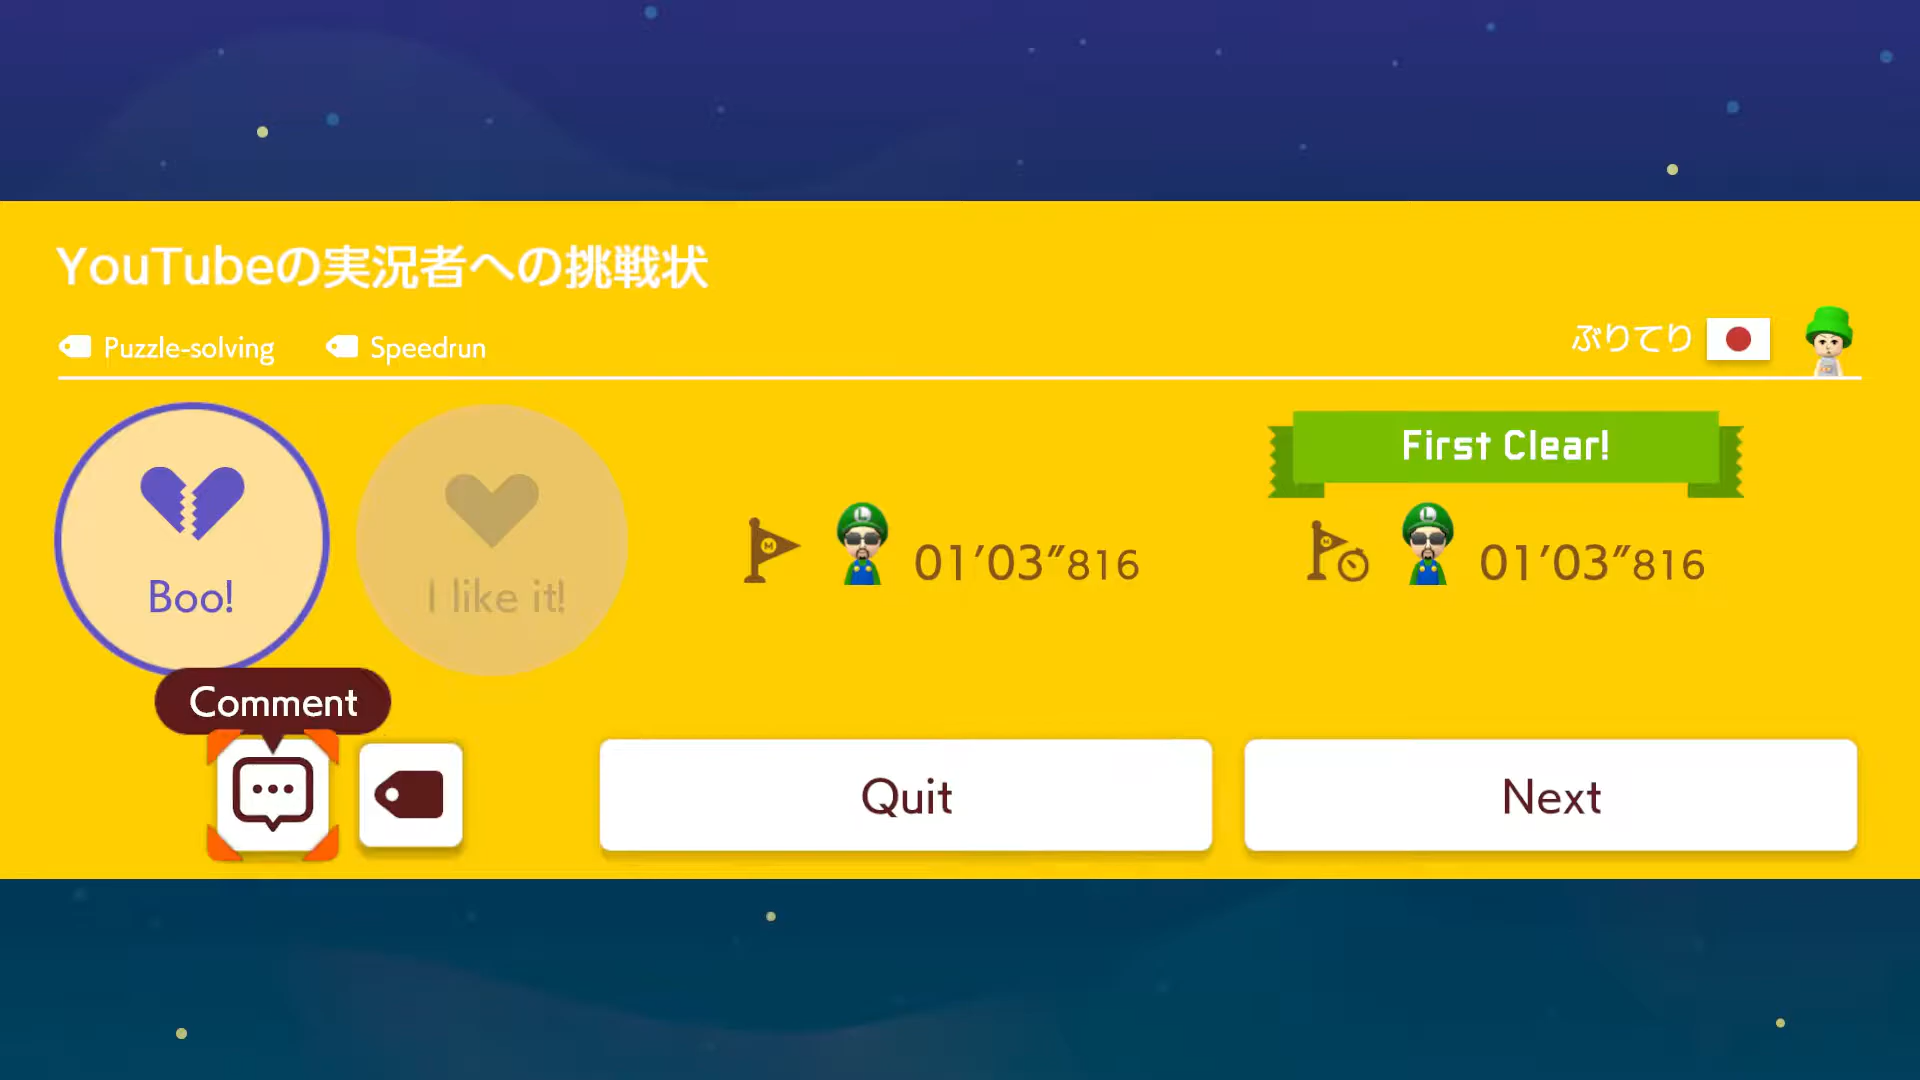 YouTubeの実況者への挑戦状
Puzzle-solving Speedrun
ぶりてり
First Clear!
M L 01′03″816 M L 01′03″816
Boo! I like it!
Comment
Quit Next